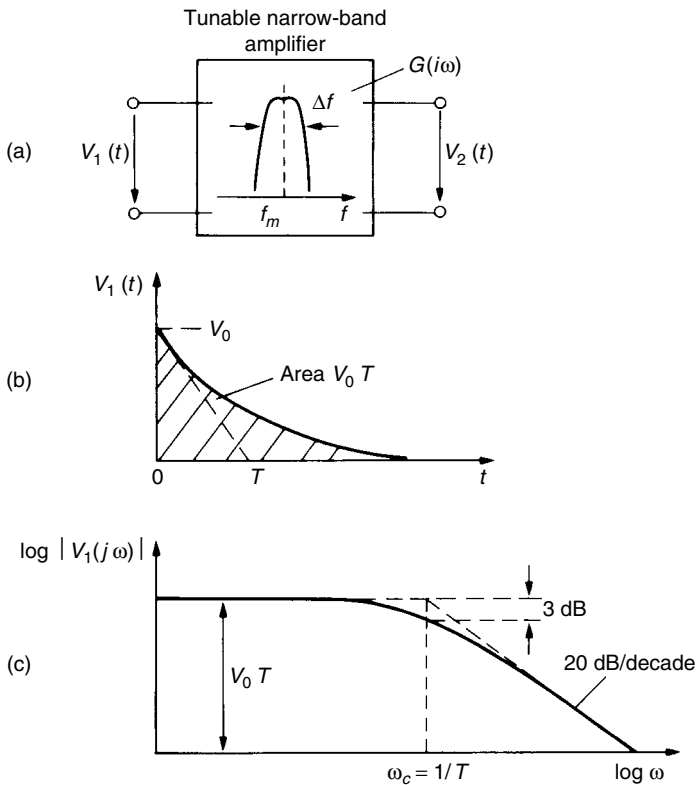 Tunable narrow-band
amplifier
G(iω)
Δf
(a)
V₁ (t)
V₂ (t)
fₘ
f
V₁ (t)
V₀
(b)
Area V₀ T
0
T
t
log | V₁(j ω) |
3 dB
(c)
V₀ T
20 dB/decade
ω_c = 1/T
log ω